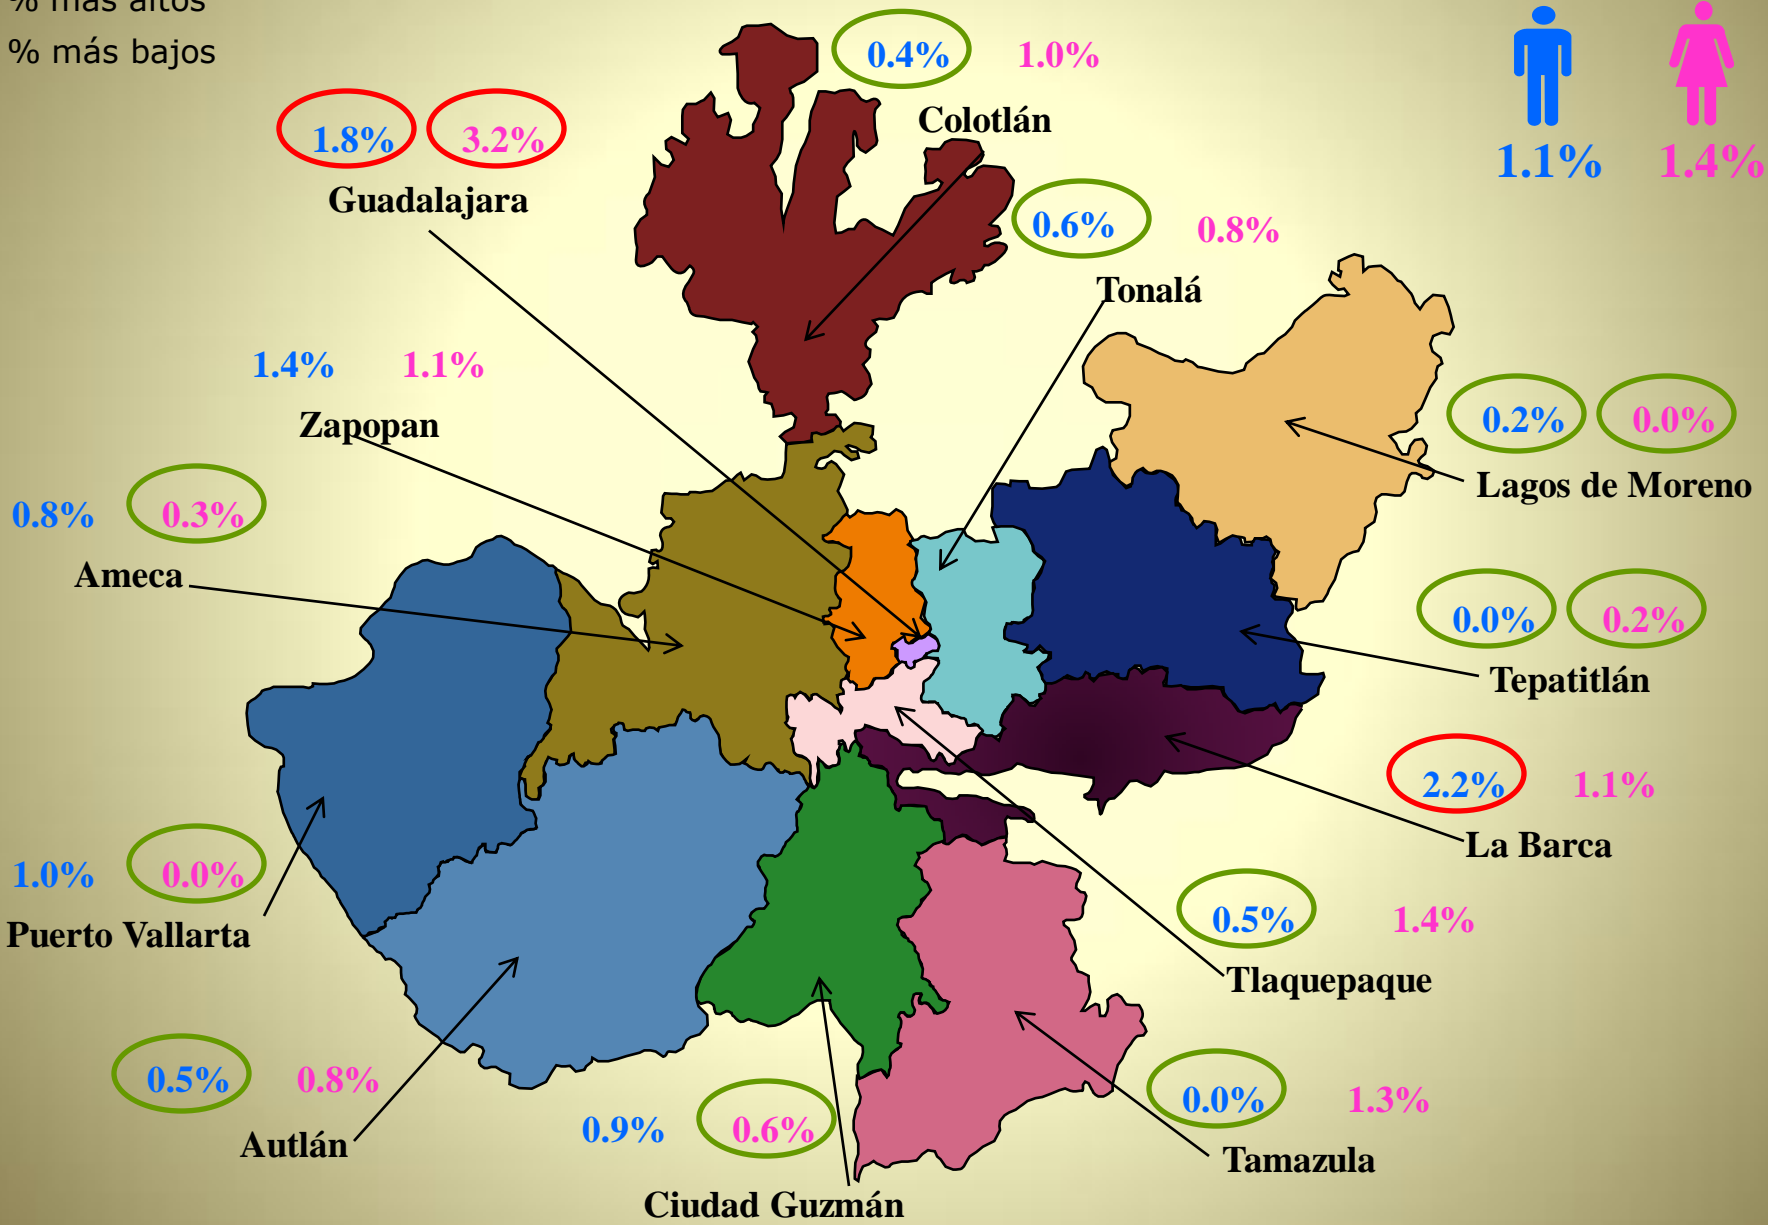 % más altos
% más bajos
0.4% 1.0%
Colotlán
1.1% 1.4%
1.8% 3.2%
Guadalajara
0.6% 0.8%
Tonalá
1.4% 1.1%
Zapopan
0.2% 0.0%
Lagos de Moreno
0.8% 0.3%
Ameca
0.0% 0.2%
Tepatitlán
2.2% 1.1%
La Barca
1.0% 0.0%
Puerto Vallarta
0.5% 1.4%
Tlaquepaque
0.5% 0.8%
Autlán
0.9% 0.6%
Ciudad Guzmán
0.0% 1.3%
Tamazula